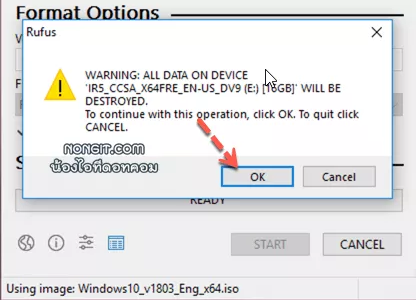 Format Options
Rufus
WARNING: ALL DATA ON DEVICE
'IR5_CCSA_X64FRE_EN-US_DV9 (E:) [16GB]' WILL BE
DESTROYED.
To continue with this operation, click OK. To quit click
CANCEL.
NONGIT.COM
น้องไอทีดอทคอม
OK
Cancel
READY
START
CANCEL
Using image: Windows10_v1803_Eng_x64.iso